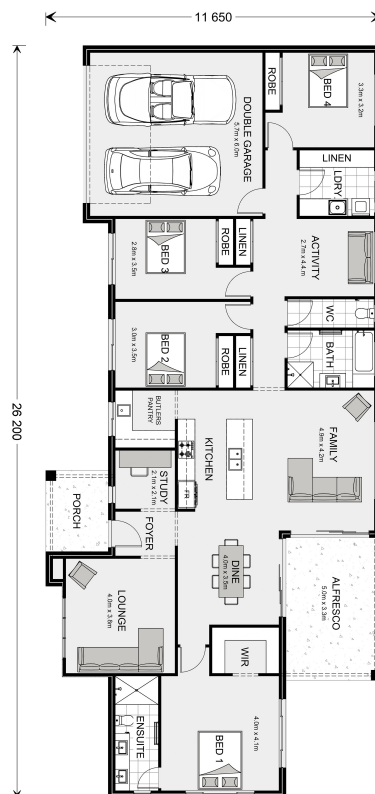 11 650
26 200
DOUBLE GARAGE
5.7m x 6.0m
ROBE
BED 4
3.3m x 3.2m
LINEN
LDRY
ACTIVITY
2.7m x 4.4m
BED 3
2.8m x 3.5m
ROBE
LINEN
WC
BED 2
3.0m x 3.5m
ROBE
LINEN
BATH
BUTLERS
PANTRY
KITCHEN
FR
FAMILY
4.9m x 4.2m
STUDY
2.1m x 2.1m
PORCH
FOYER
DINE
4.0m x 3.5m
ALFRESCO
5.0m x 3.3m
LOUNGE
4.0m x 3.6m
WIR
ENSUITE
BED 1
4.0m x 4.1m